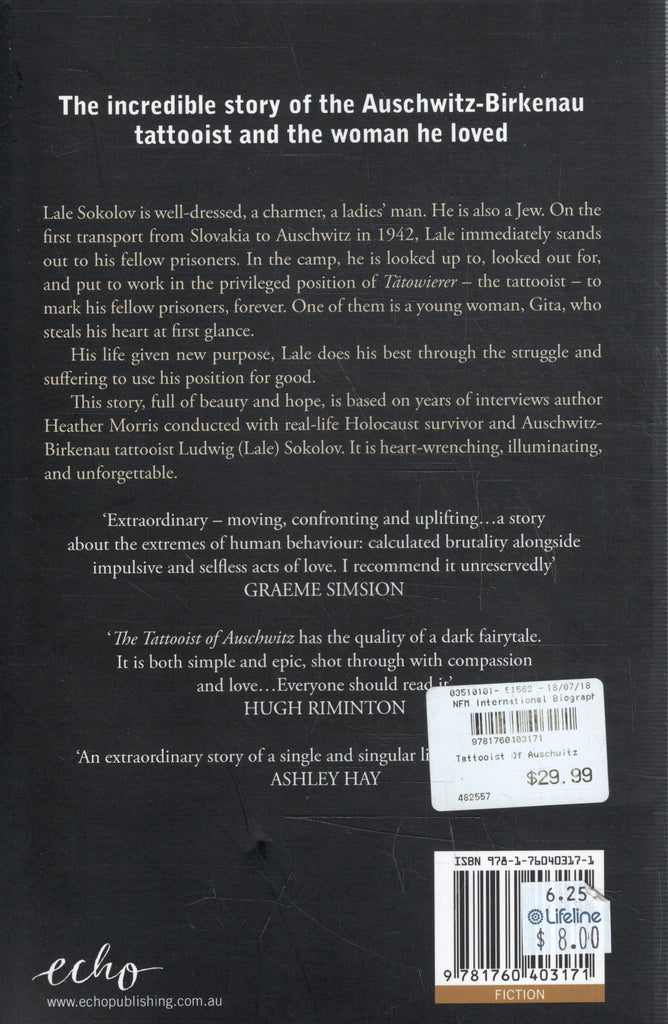 The incredible story of the Auschwitz-Birkenau
tattooist and the woman he loved
Lale Sokolov is well-dressed, a charmer, a ladies' man. He is also a Jew. On the
first transport from Slovakia to Auschwitz in 1942, Lale immediately stands
out to his fellow prisoners. In the camp, he is looked up to, looked out for,
and put to work in the privileged position of Tätowierer – the tattooist – to
mark his fellow prisoners, forever. One of them is a young woman, Gita, who
steals his heart at first glance.
His life given new purpose, Lale does his best through the struggle and
suffering to use his position for good.
This story, full of beauty and hope, is based on years of interviews author
Heather Morris conducted with real-life Holocaust survivor and Auschwitz-
Birkenau tattooist Ludwig (Lale) Sokolov. It is heart-wrenching, illuminating,
and unforgettable.
'Extraordinary – moving, confronting and uplifting…a story
about the extremes of human behaviour: calculated brutality alongside
impulsive and selfless acts of love. I recommend it unreservedly'
GRAEME SIMSION
'The Tattooist of Auschwitz has the quality of a dark fairytale.
It is both simple and epic, shot through with compassion
and love…Everyone should read it'
HUGH RIMINTON
'An extraordinary story of a single and singular
ASHLEY HAY
03510101- E1582 - 18/07/18
NFM International Biograph
9781760403171
Tattooist Of Auschwitz
$29.99
482557
ISBN 978-1-76040317-1
6.25
Lifeline
$ 8.00
9 781760 403171
FICTION
echo
www.echopublishing.com.au